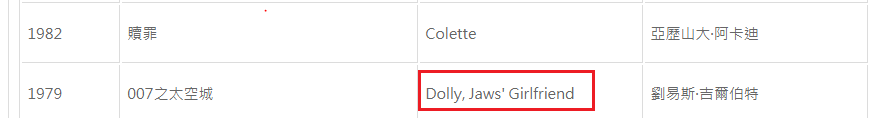 1982 贖罪 Colette 亞歷山大·阿卡迪
1979 007之太空城 Dolly, Jaws' Girlfriend 劉易斯·吉爾伯特